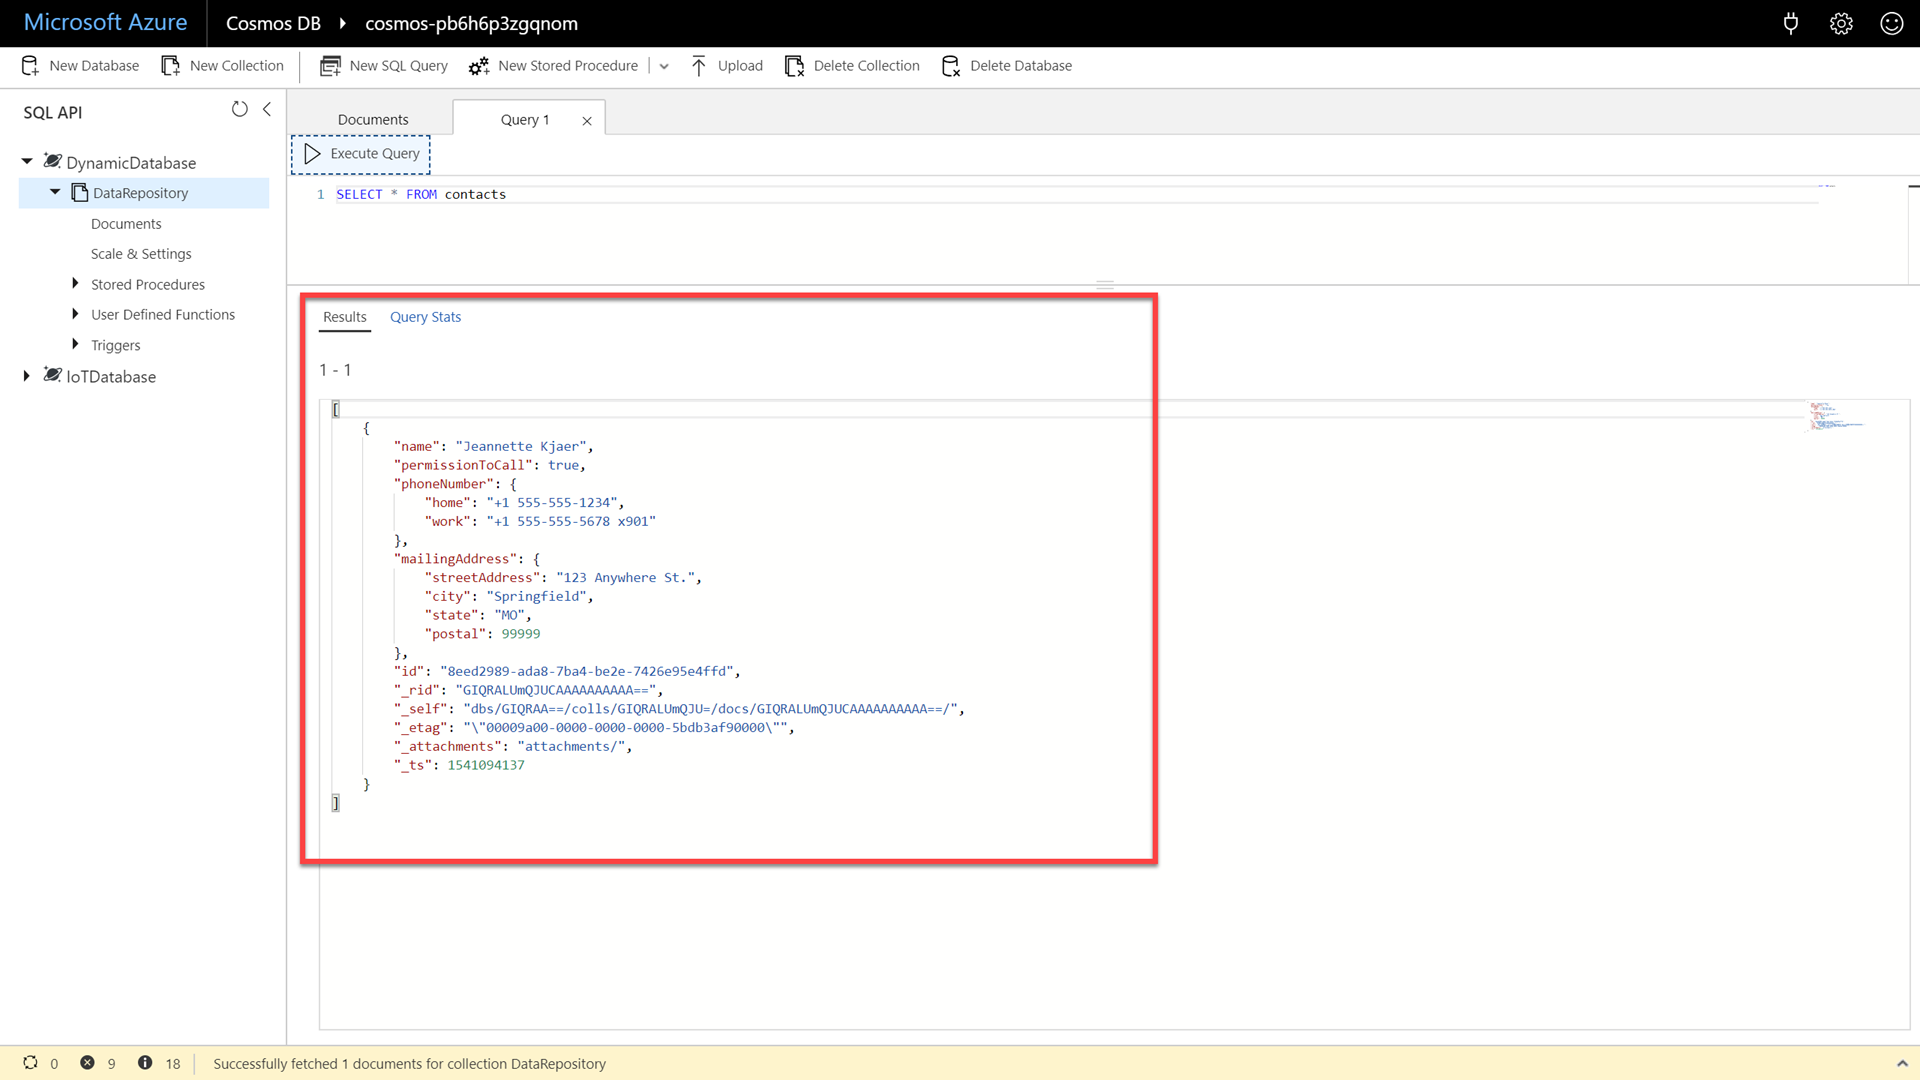 Microsoft Azure
Cosmos DB
cosmos-pb6h6p3zgqnom
New Database
New Collection
New SQL Query
New Stored Procedure
Upload
Delete Collection
Delete Database
SQL API
DynamicDatabase
DataRepository
Documents
Scale & Settings
Stored Procedures
User Defined Functions
Triggers
IoTDatabase
Documents
Query 1
Execute Query
1 SELECT * FROM contacts
Results
Query Stats
1 - 1
[
{
"name": "Jeannette Kjaer",
"permissionToCall": true,
"phoneNumber": {
"home": "+1 555-555-1234",
"work": "+1 555-555-5678 x901"
},
"mailingAddress": {
"streetAddress": "123 Anywhere St.",
"city": "Springfield",
"state": "MO",
"postal": 99999
},
"id": "8eed2989-ada8-7ba4-be2e-7426e95e4ffd",
"_rid": "GIQRALUmQJUCAAAAAAAAAA==",
"_self": "dbs/GIQRAA==/colls/GIQRALUmQJU=/docs/GIQRALUmQJUCAAAAAAAAAA==/",
"_etag": "\"00009a00-0000-0000-0000-5bdb3af90000\"",
"_attachments": "attachments/",
"_ts": 1541094137
}
]
0
9
18
Successfully fetched 1 documents for collection DataRepository